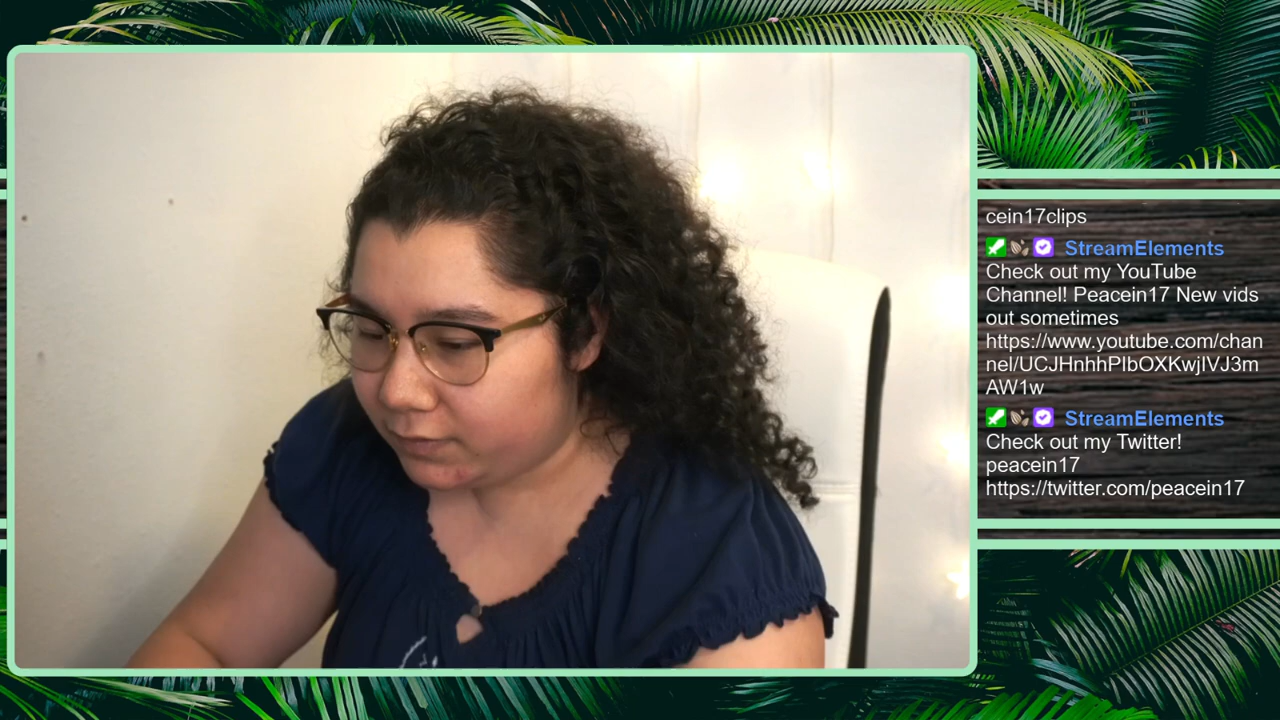 cein17clips
StreamElements
Check out my YouTube
Channel! Peacein17 New vids
out sometimes
https://www.youtube.com/chan
nel/UCJHnhhPIbOXKwjIVJ3m
AW1w
StreamElements
Check out my Twitter!
peacein17
https://twitter.com/peacein17